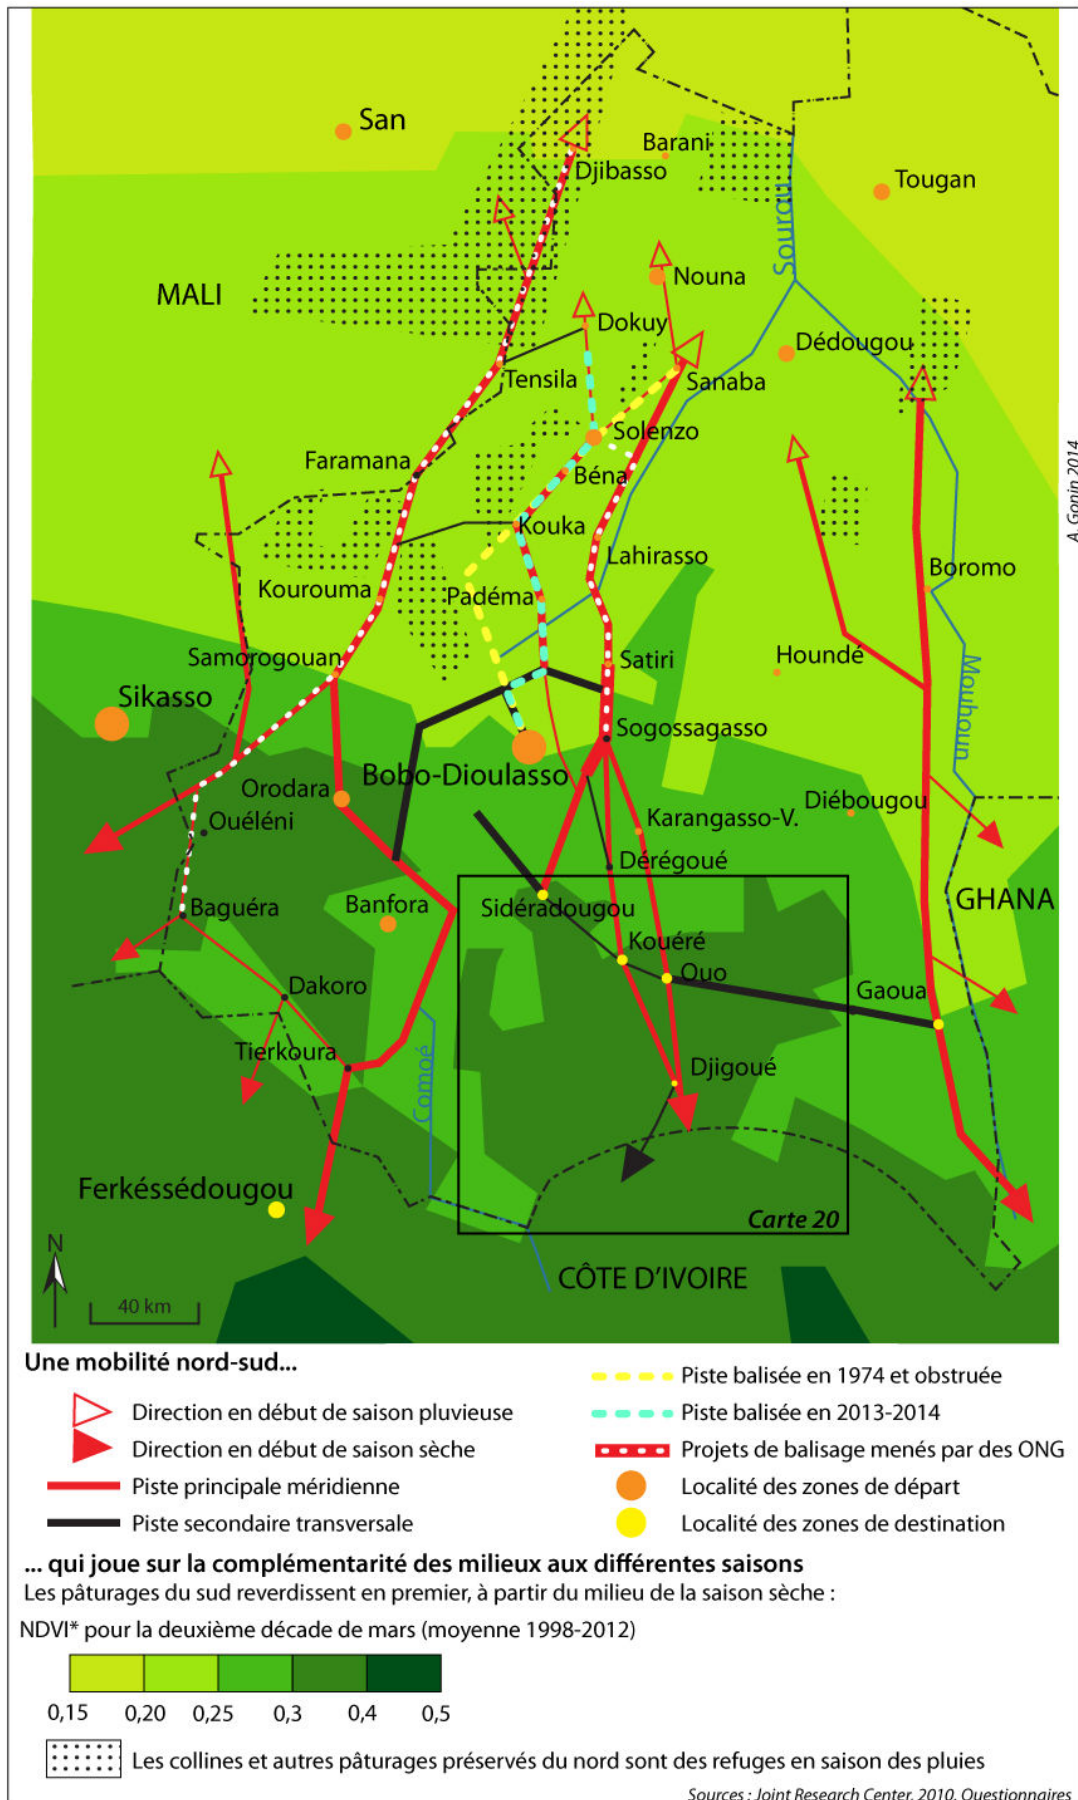 San
Barani
Djibasso
Tougan
Sourou
MALI
Nouna
Dokuy
Dédougou
Tensila
Sanaba
Solenzo
Faramana
Béna
A. Gonin 2014
Kouka
Lahirasso
Boromo
Kourouma
Padéma
Samorogouan
Satiri
Houndé
Mouhoun
Sikasso
Sogossagasso
Bobo-Dioulasso
Orodara
Ouéléni
Karangasso-V.
Diébougou
Dérégoué
Baguéra
Banfora
Sidéradougou
GHANA
Kouéré
Ouo
Gaoua
Dakoro
Tierkoura
Comoé
Djigoué
Ferkéssédougou
Carte 20
N
CÔTE D'IVOIRE
40 km
Une mobilité nord-sud...
Direction en début de saison pluvieuse
Direction en début de saison sèche
Piste principale méridienne
Piste secondaire transversale
Piste balisée en 1974 et obstruée
Piste balisée en 2013-2014
Projets de balisage menés par des ONG
Localité des zones de départ
Localité des zones de destination
... qui joue sur la complémentarité des milieux aux différentes saisons
Les pâturages du sud reverdissent en premier, à partir du milieu de la saison sèche :
NDVI* pour la deuxième décade de mars (moyenne 1998-2012)
0,15 0,20 0,25 0,3 0,4 0,5
Les collines et autres pâturages préservés du nord sont des refuges en saison des pluies
Sources : Joint Research Center, 2010, Questionnaires